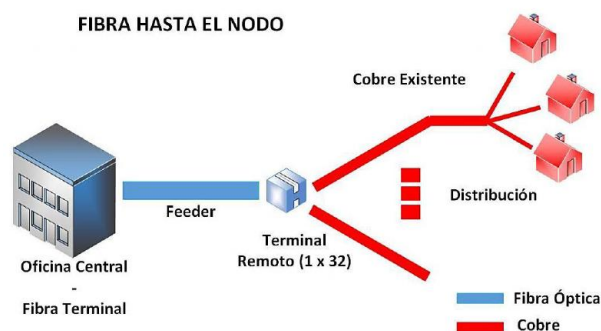 FIBRA HASTA EL NODO
Cobre Existente
Feeder
Distribución
Terminal
Remoto (1 x 32)
Oficina Central
-
Fibra Terminal
Fibra Óptica
Cobre